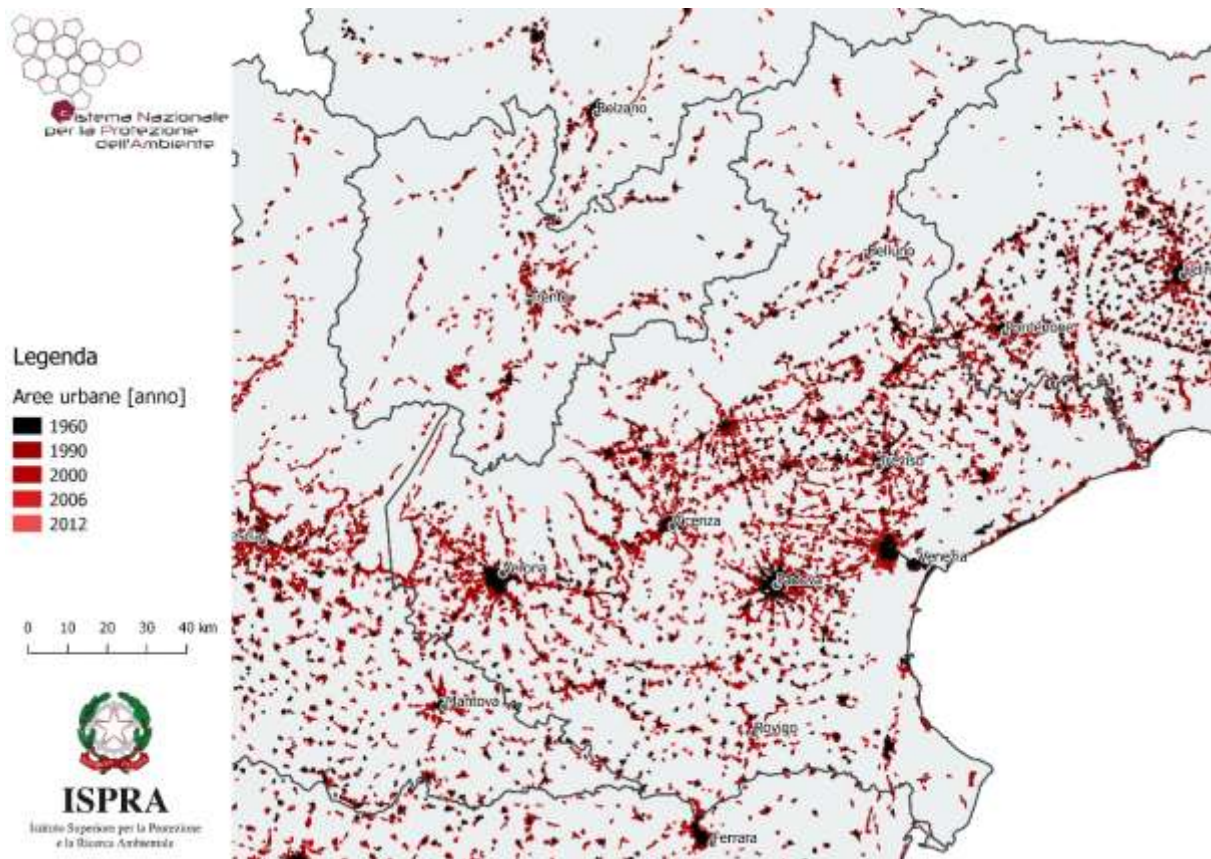 Sistema Nazionale
per la Protezione
dell'Ambiente
Legenda
Aree urbane [anno]
1960
1990
2000
2006
2012
0 10 20 30 40 km
ISPRA
Istituto Superiore per la Protezione
e la Ricerca Ambientale
Bolzano
Belluno
Trento
Pordenone
Treviso
Vicenza
Venezia
Verona
Padova
Mantova
Rovigo
Ferrara